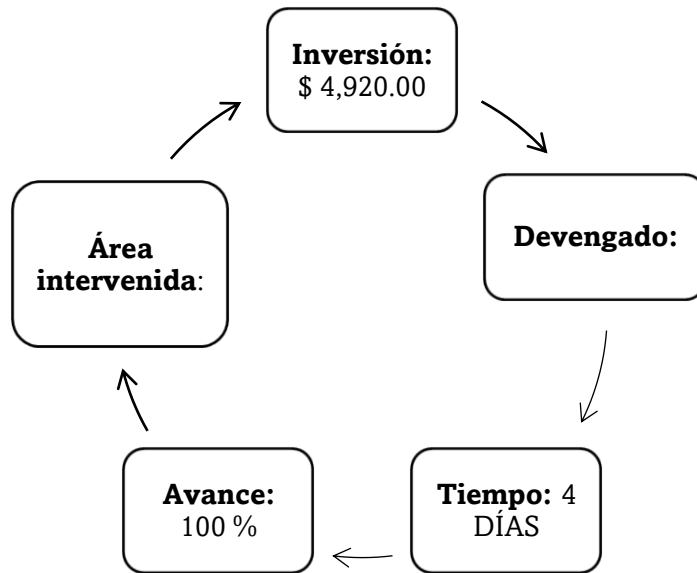 Inversión:
$ 4,920.00
Devengado:
Tiempo: 4
DÍAS
Avance:
100 %
Área
intervenida: